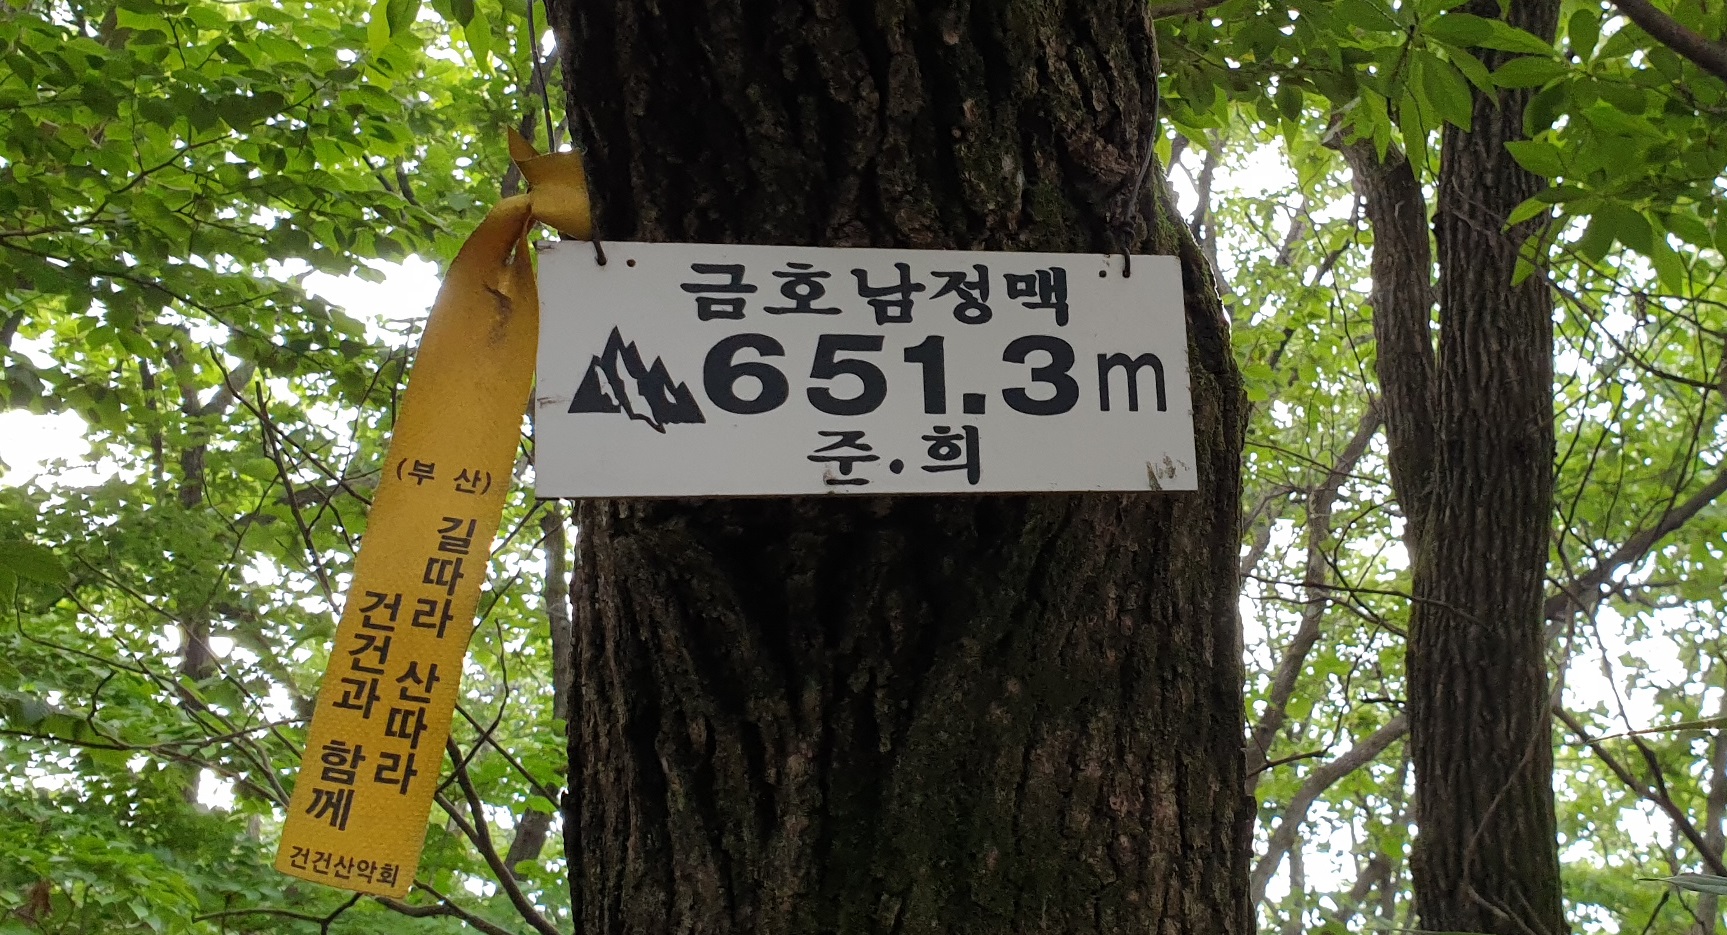 금호남정맥
651.3m
준.희
(부산)
길따라 산따라
건건과 함께
건건산악회